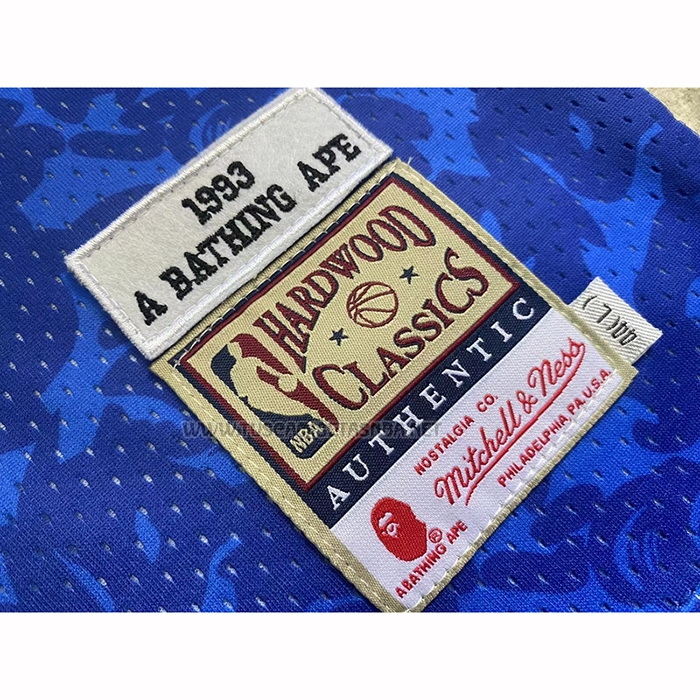 1993
A BATHING APE
HARDWOOD
CLASSICS
NBA
AUTHENTIC
NOSTALGIA CO.
Mitchell & Ness
PHILADELPHIA, PA. U.S.A.
®
A BATHING APE